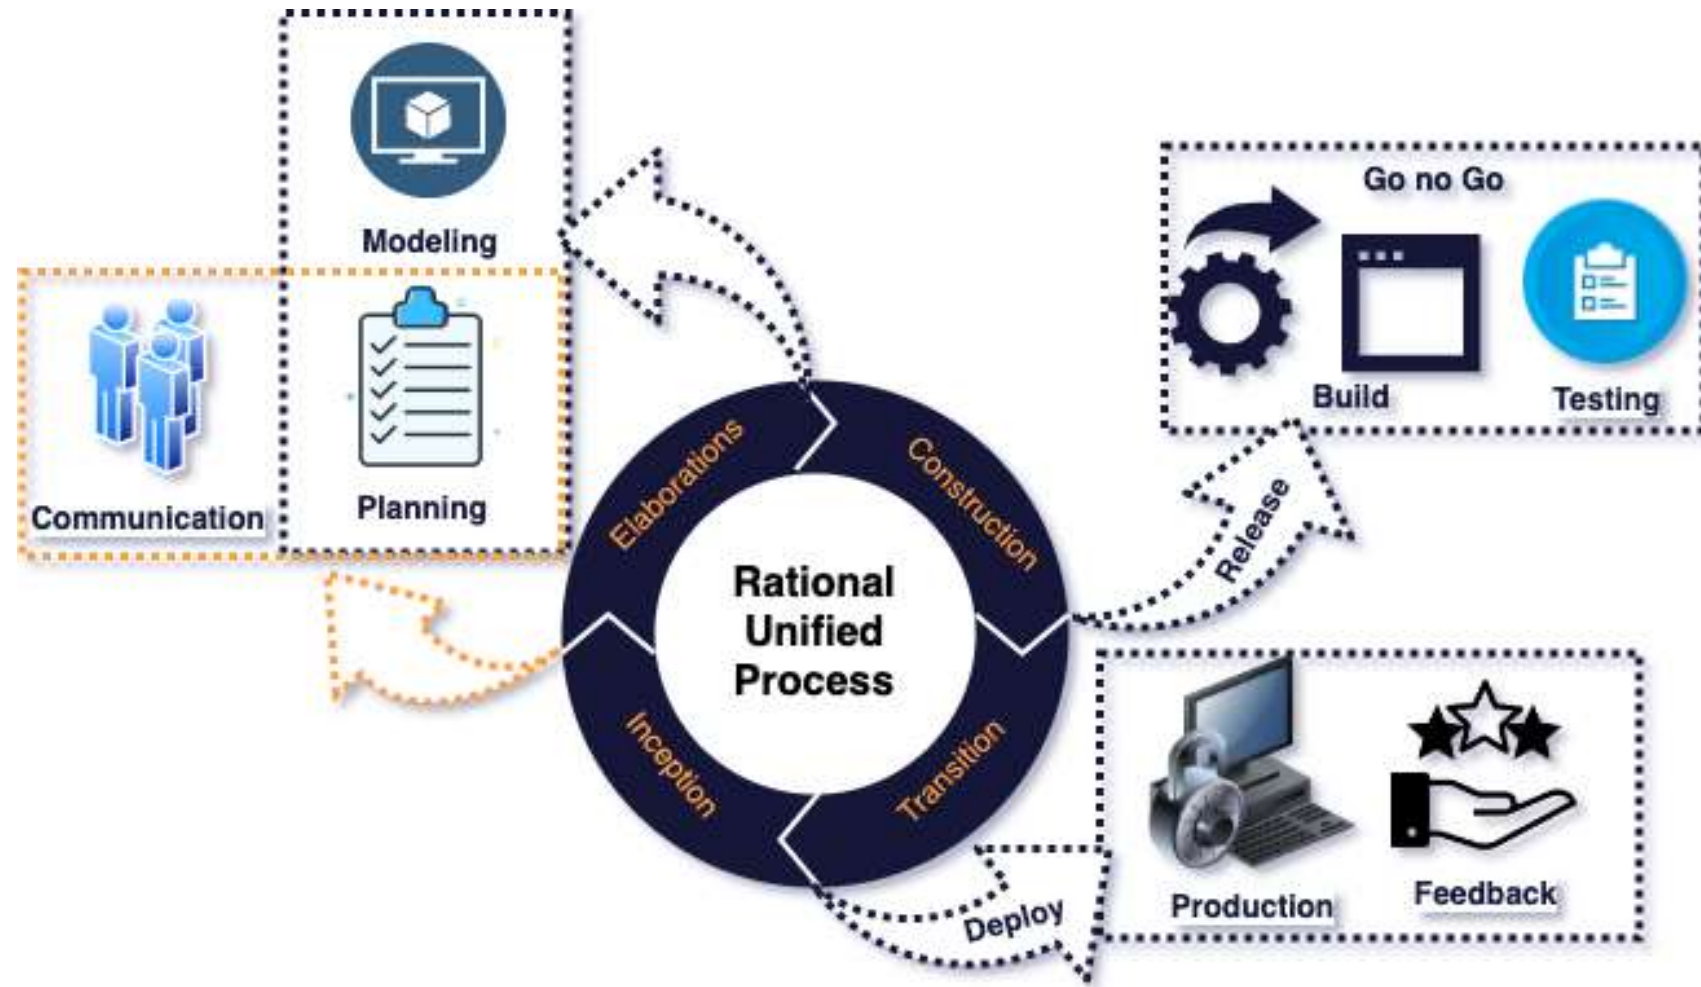 Modeling
Communication
Planning
Elaborations
Construction
Inception
Transition
Rational
Unified
Process
Go no Go
Build
Testing
Release
Deploy
Production
Feedback